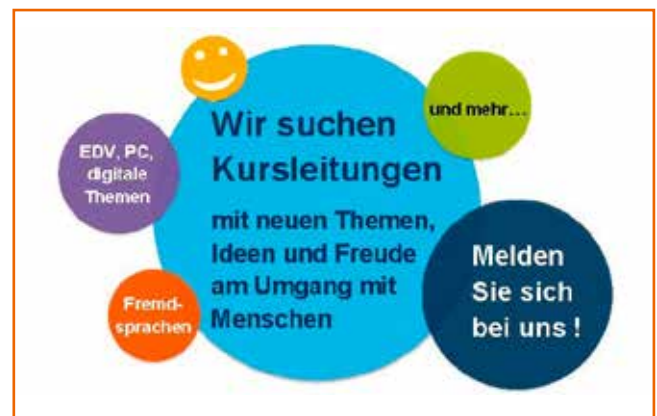 Wir suchen
Kursleitungen
mit neuen Themen,
Ideen und Freude
am Umgang mit
Menschen
EDV, PC,
digitale
Themen
Fremd-
sprachen
und mehr...
Melden
Sie sich
bei uns !